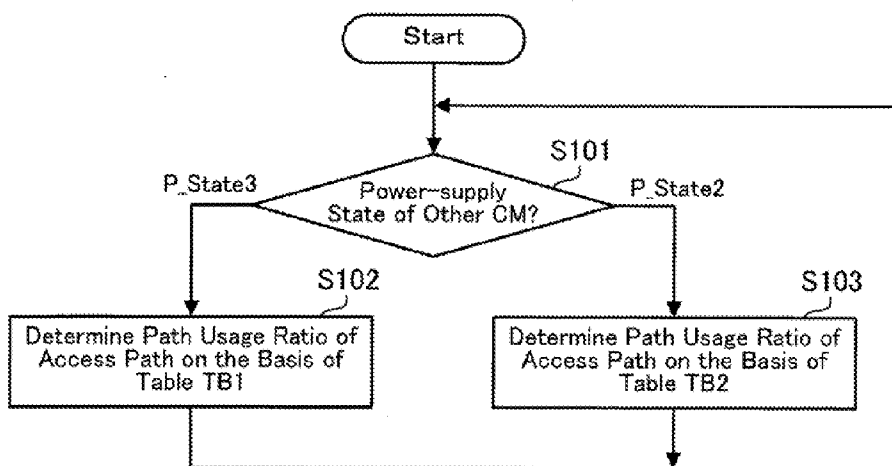 Start
S101
P_State3
Power-supply
State of Other CM?
P_State2
S102
S103
Determine Path Usage Ratio of
Access Path on the Basis of
Table TB1
Determine Path Usage Ratio of
Access Path on the Basis of
Table TB2